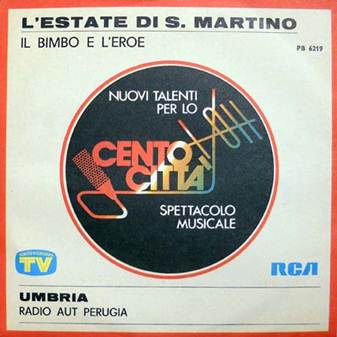 L'ESTATE DI S. MARTINO
IL BIMBO E L'EROE
PB 6219
NUOVI TALENTI
PER LO
CENTO
CITTÀ
SPETTACOLO
MUSICALE
TV
RCA
UMBRIA
RADIO AUT PERUGIA